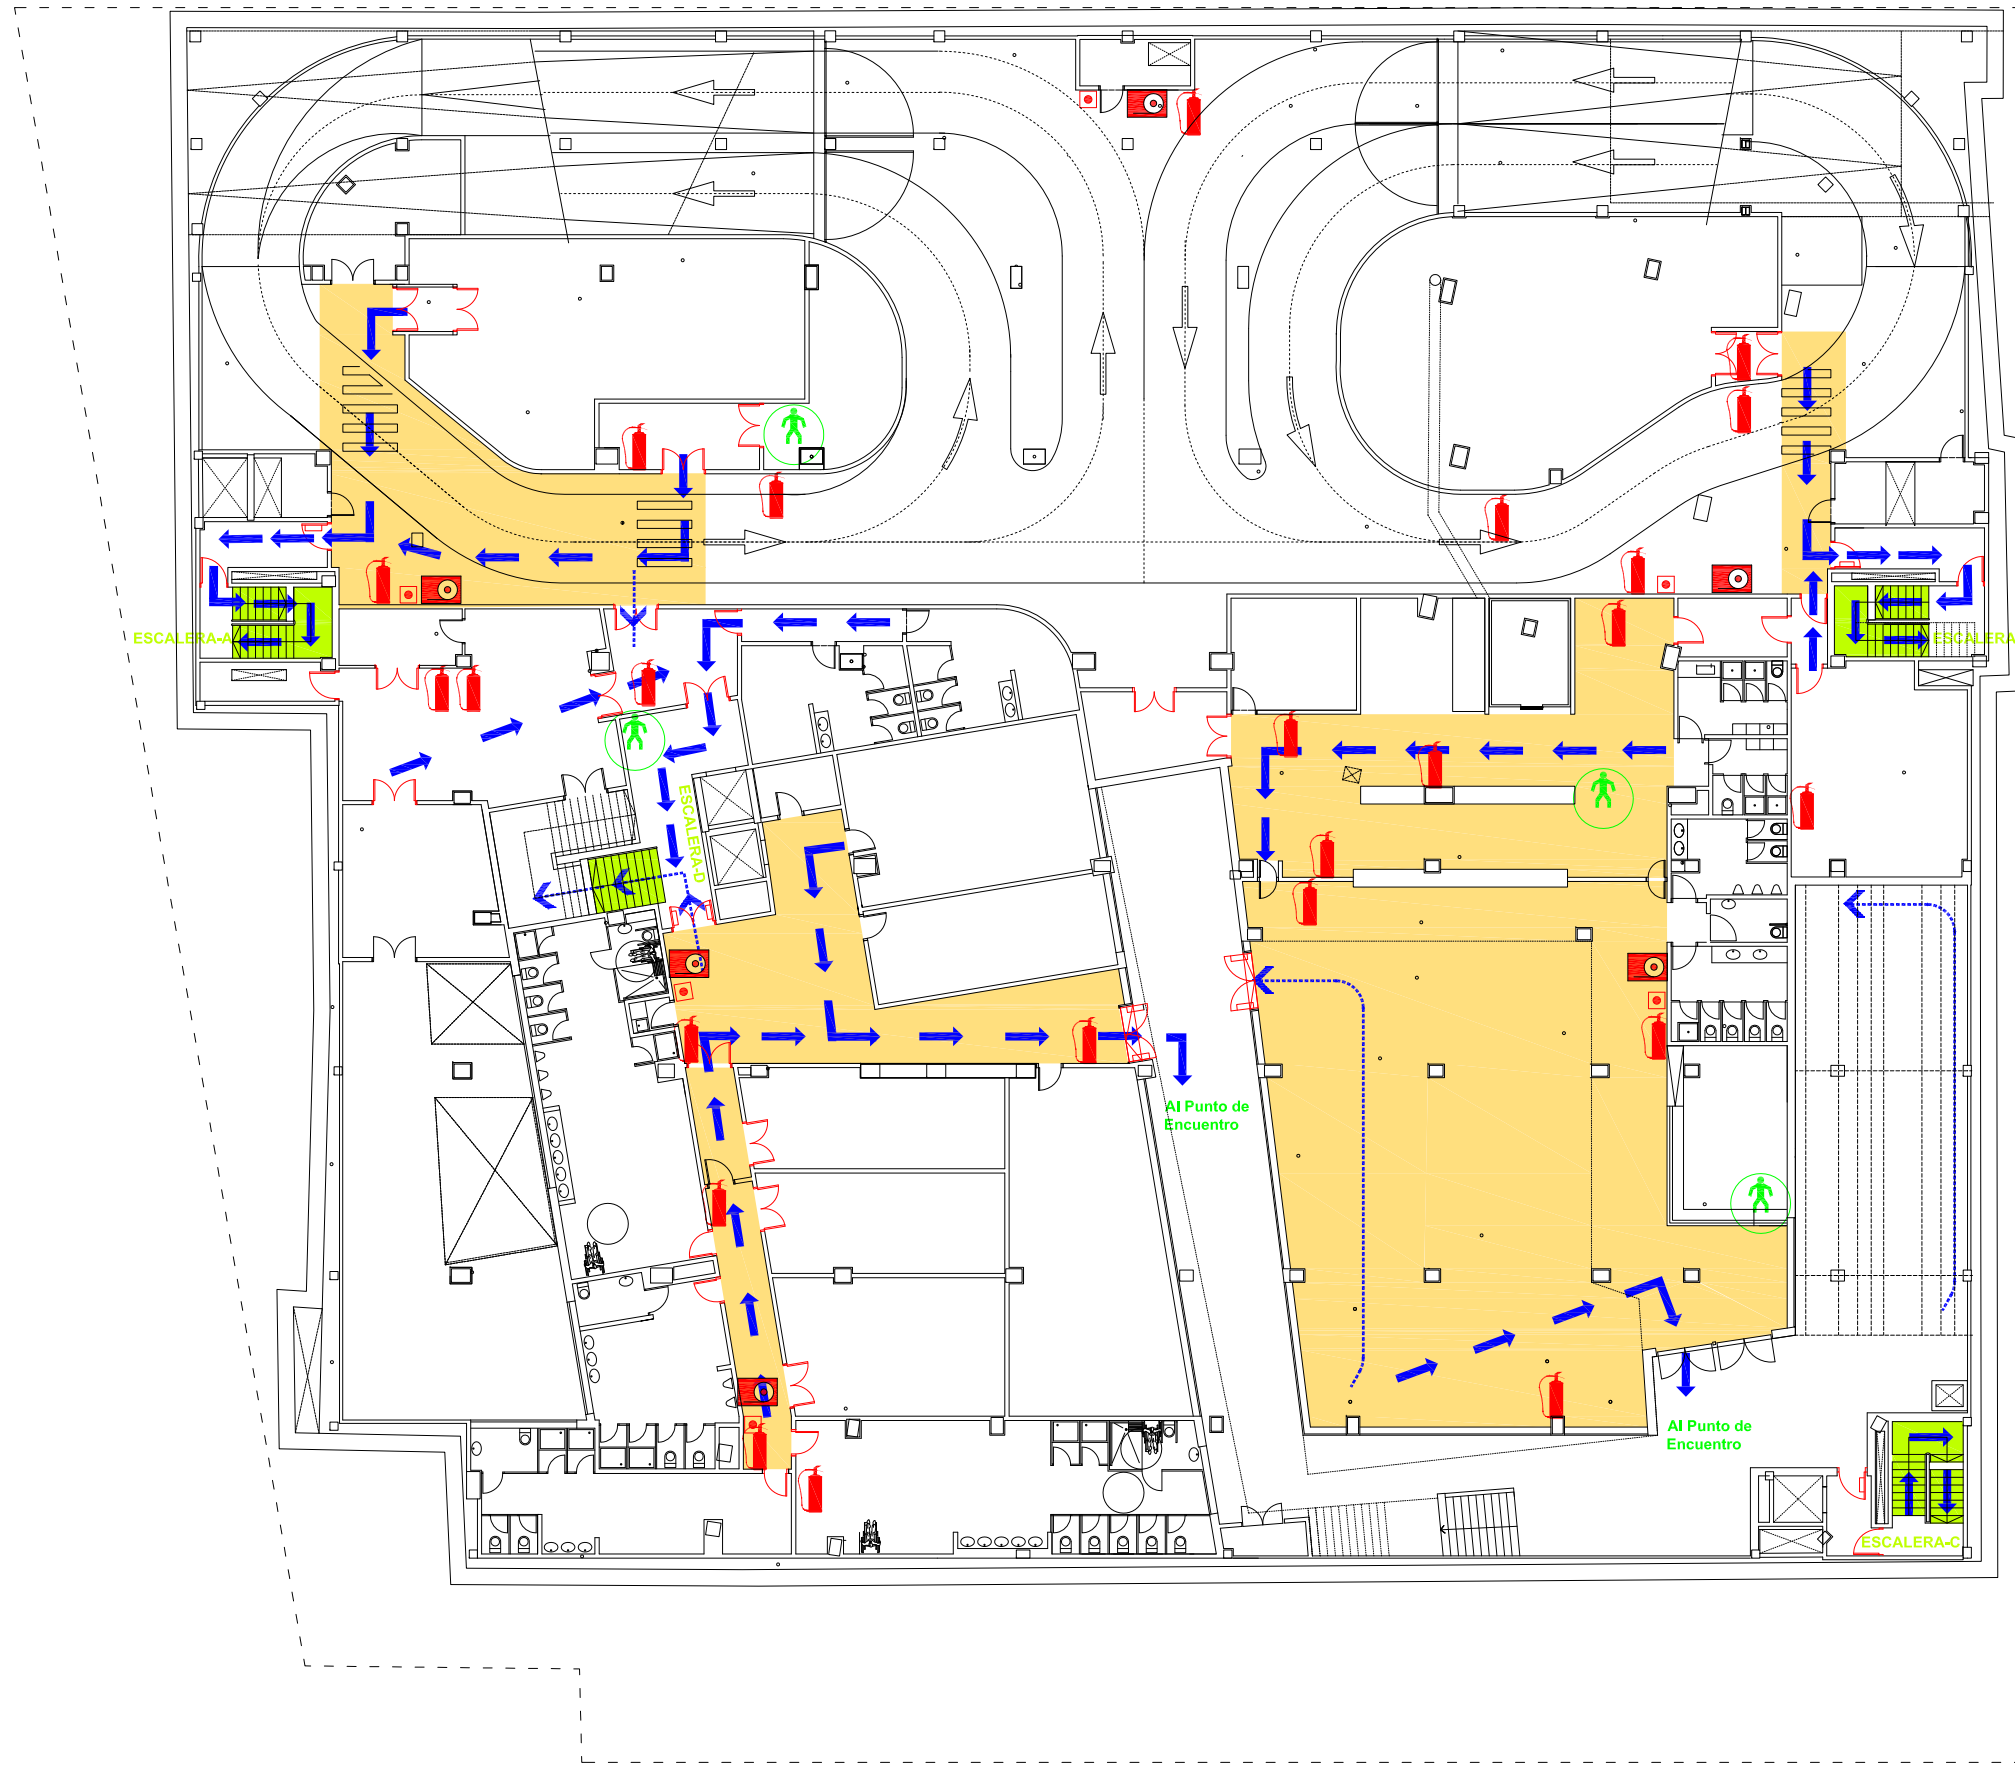 ESCALERA-A
ESCALERA
ESCALERA-D
Al Punto de
Encuentro
Al Punto de
Encuentro
ESCALERA-C